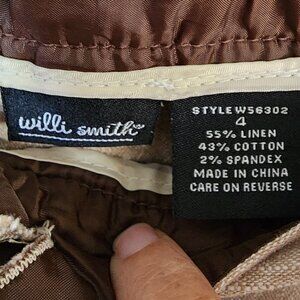 willi smith
STYLE W56302
4
55% LINEN
43% COTTON
2% SPANDEX
MADE IN CHINA
CARE ON REVERSE